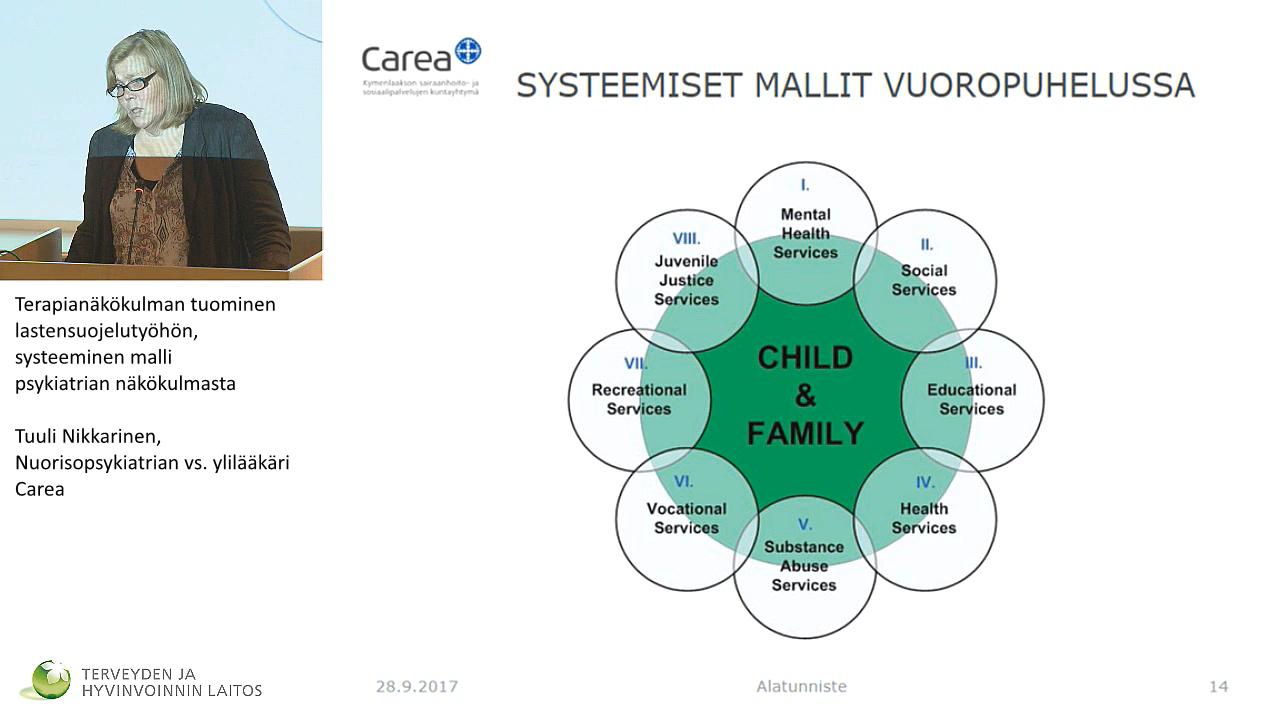 Carea
Kymenlaakson sairaanhoito- ja
sosiaalipalvelujen kuntayhtymä
SYSTEEMISET MALLIT VUOROPUHELUSSA
I.
Mental
Health
Services
II.
Social
Services
III.
Educational
Services
IV.
Health
Services
V.
Substance
Abuse
Services
VI.
Vocational
Services
VII.
Recreational
Services
VIII.
Juvenile
Justice
Services
CHILD
&
FAMILY
Terapianäkökulman tuominen
lastensuojelutyöhön,
systeeminen malli
psykiatrian näkökulmasta
Tuuli Nikkarinen,
Nuorisopsykiatrian vs. ylilääkäri
Carea
TERVEYDEN JA
HYVINVOINNIN LAITOS
28.9.2017
Alatunniste
14